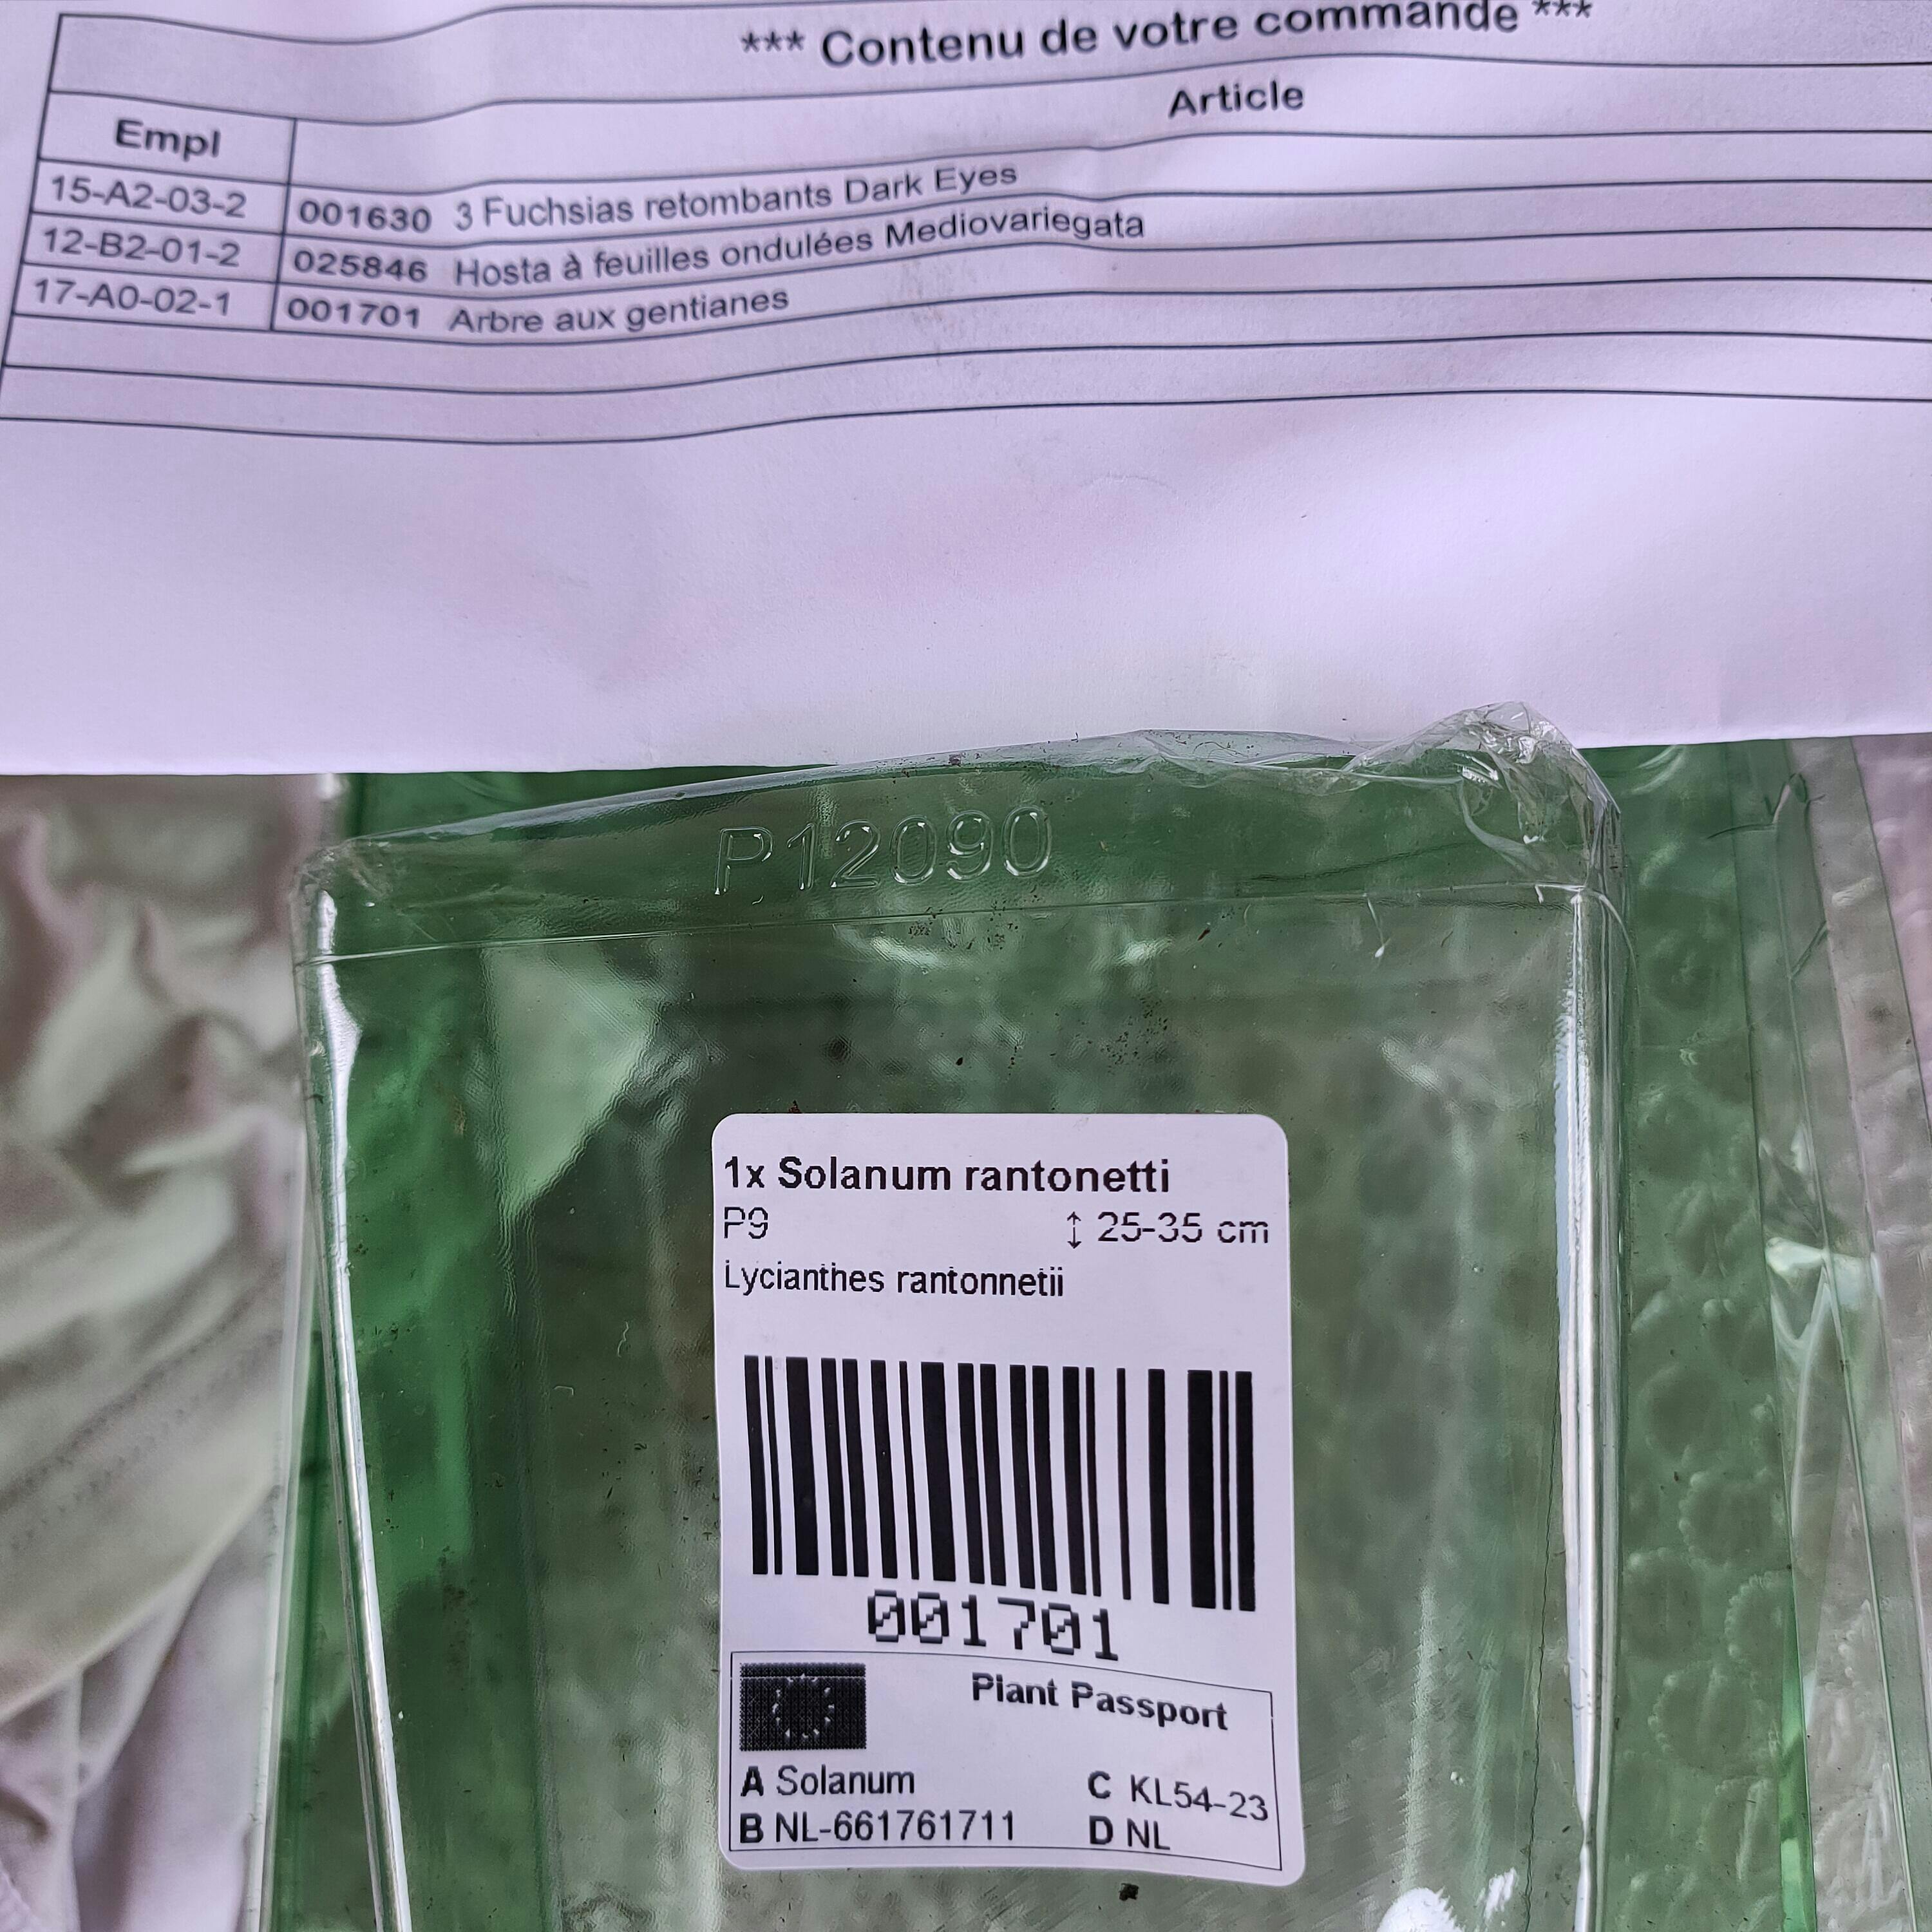 *** Contenu de votre commande ***
Empl Article
15-A2-03-2 001630 3 Fuchsias retombants Dark Eyes
12-B2-01-2 025846 Hosta à feuilles ondulées Mediovariegata
17-A0-02-1 001701 Arbre aux gentianes
P12090
1x Solanum rantonetti
P9 ↕ 25-35 cm
Lycianthes rantonnetii
001701
Plant Passport
A Solanum C KL54-23
B NL-661761711 D NL